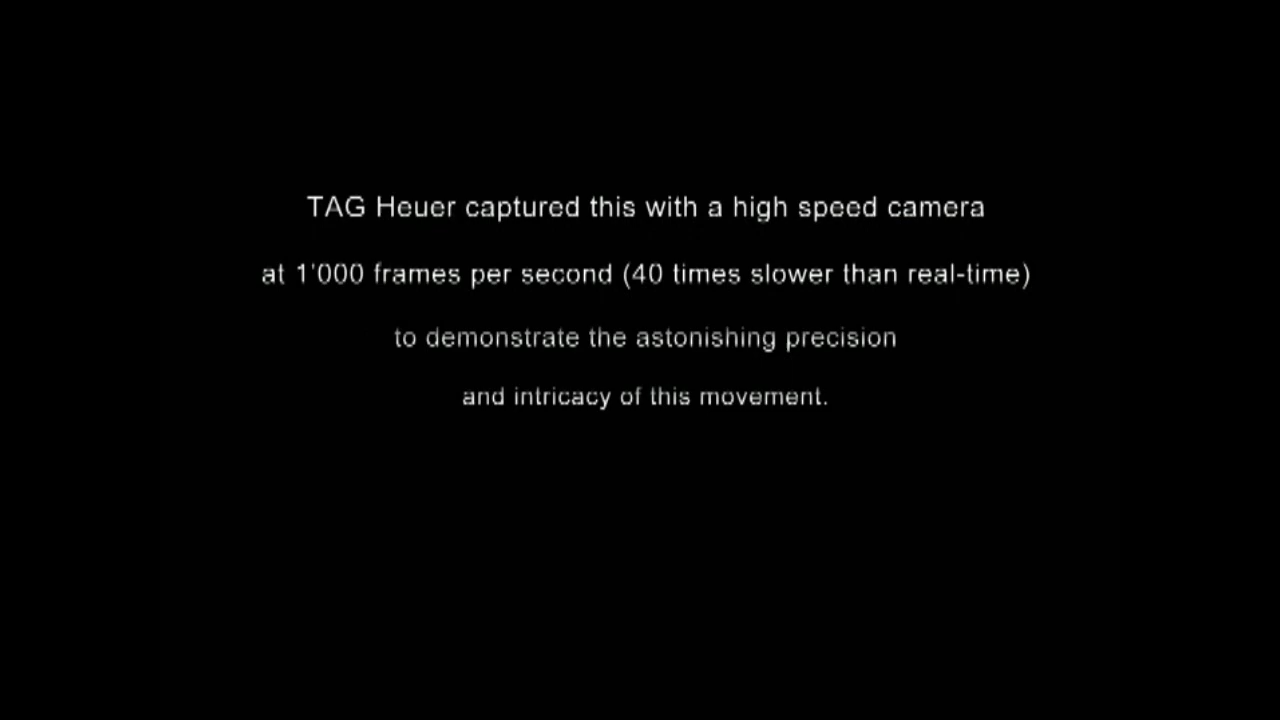 TAG Heuer captured this with a high speed camera
at 1'000 frames per second (40 times slower than real-time)
to demonstrate the astonishing precision
and intricacy of this movement.